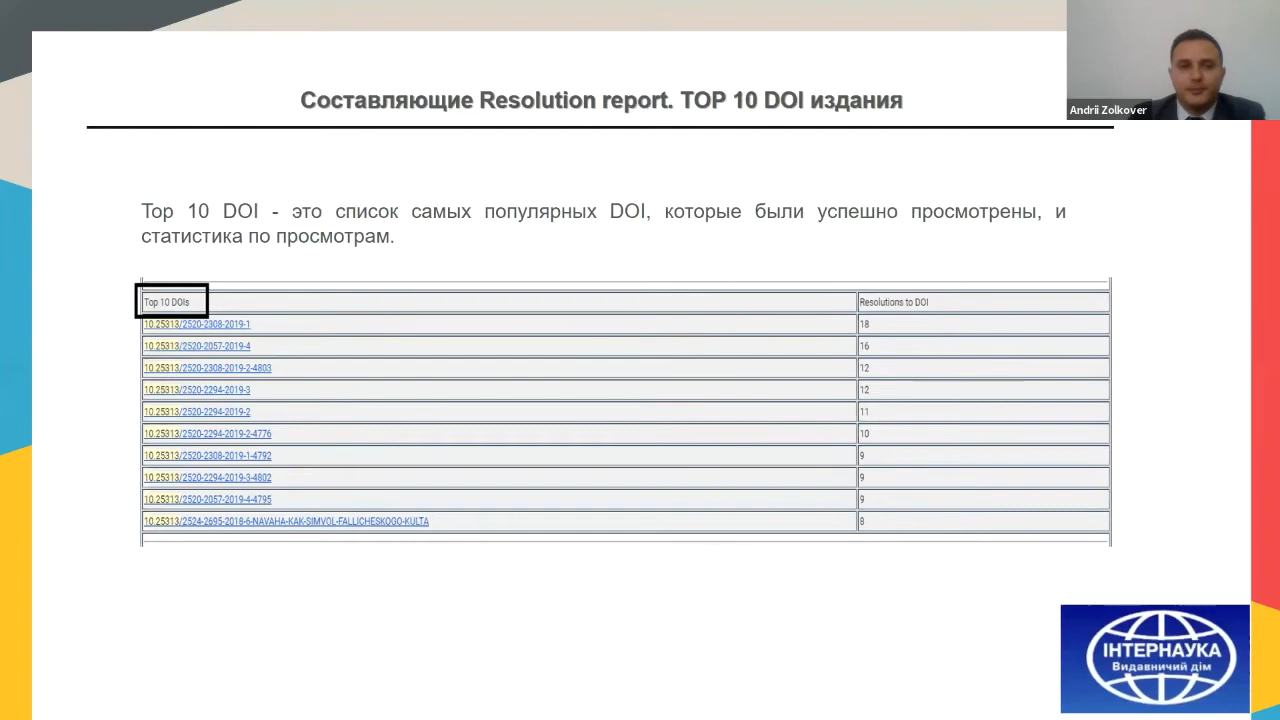 Составляющие Resolution report. TOP 10 DOI издания
Andrii Zolkover
Top 10 DOI - это список самых популярных DOI, которые были успешно просмотрены, и
статистика по просмотрам.
Top 10 DOIs Resolutions to DOI
10.25313/2520-2308-2019-1 18
10.25313/2520-2057-2019-4 16
10.25313/2520-2308-2019-2-4803 12
10.25313/2520-2294-2019-3 12
10.25313/2520-2294-2019-2 11
10.25313/2520-2294-2019-2-4776 10
10.25313/2520-2308-2019-1-4792 9
10.25313/2520-2294-2019-3-4802 9
10.25313/2520-2057-2019-4-4795 9
10.25313/2524-2695-2018-6-NAVAHA-KAK-SIMVOL-FALLICHESKOGO-KULTA 8
ІНТЕРНАУКА
Видавничий дім